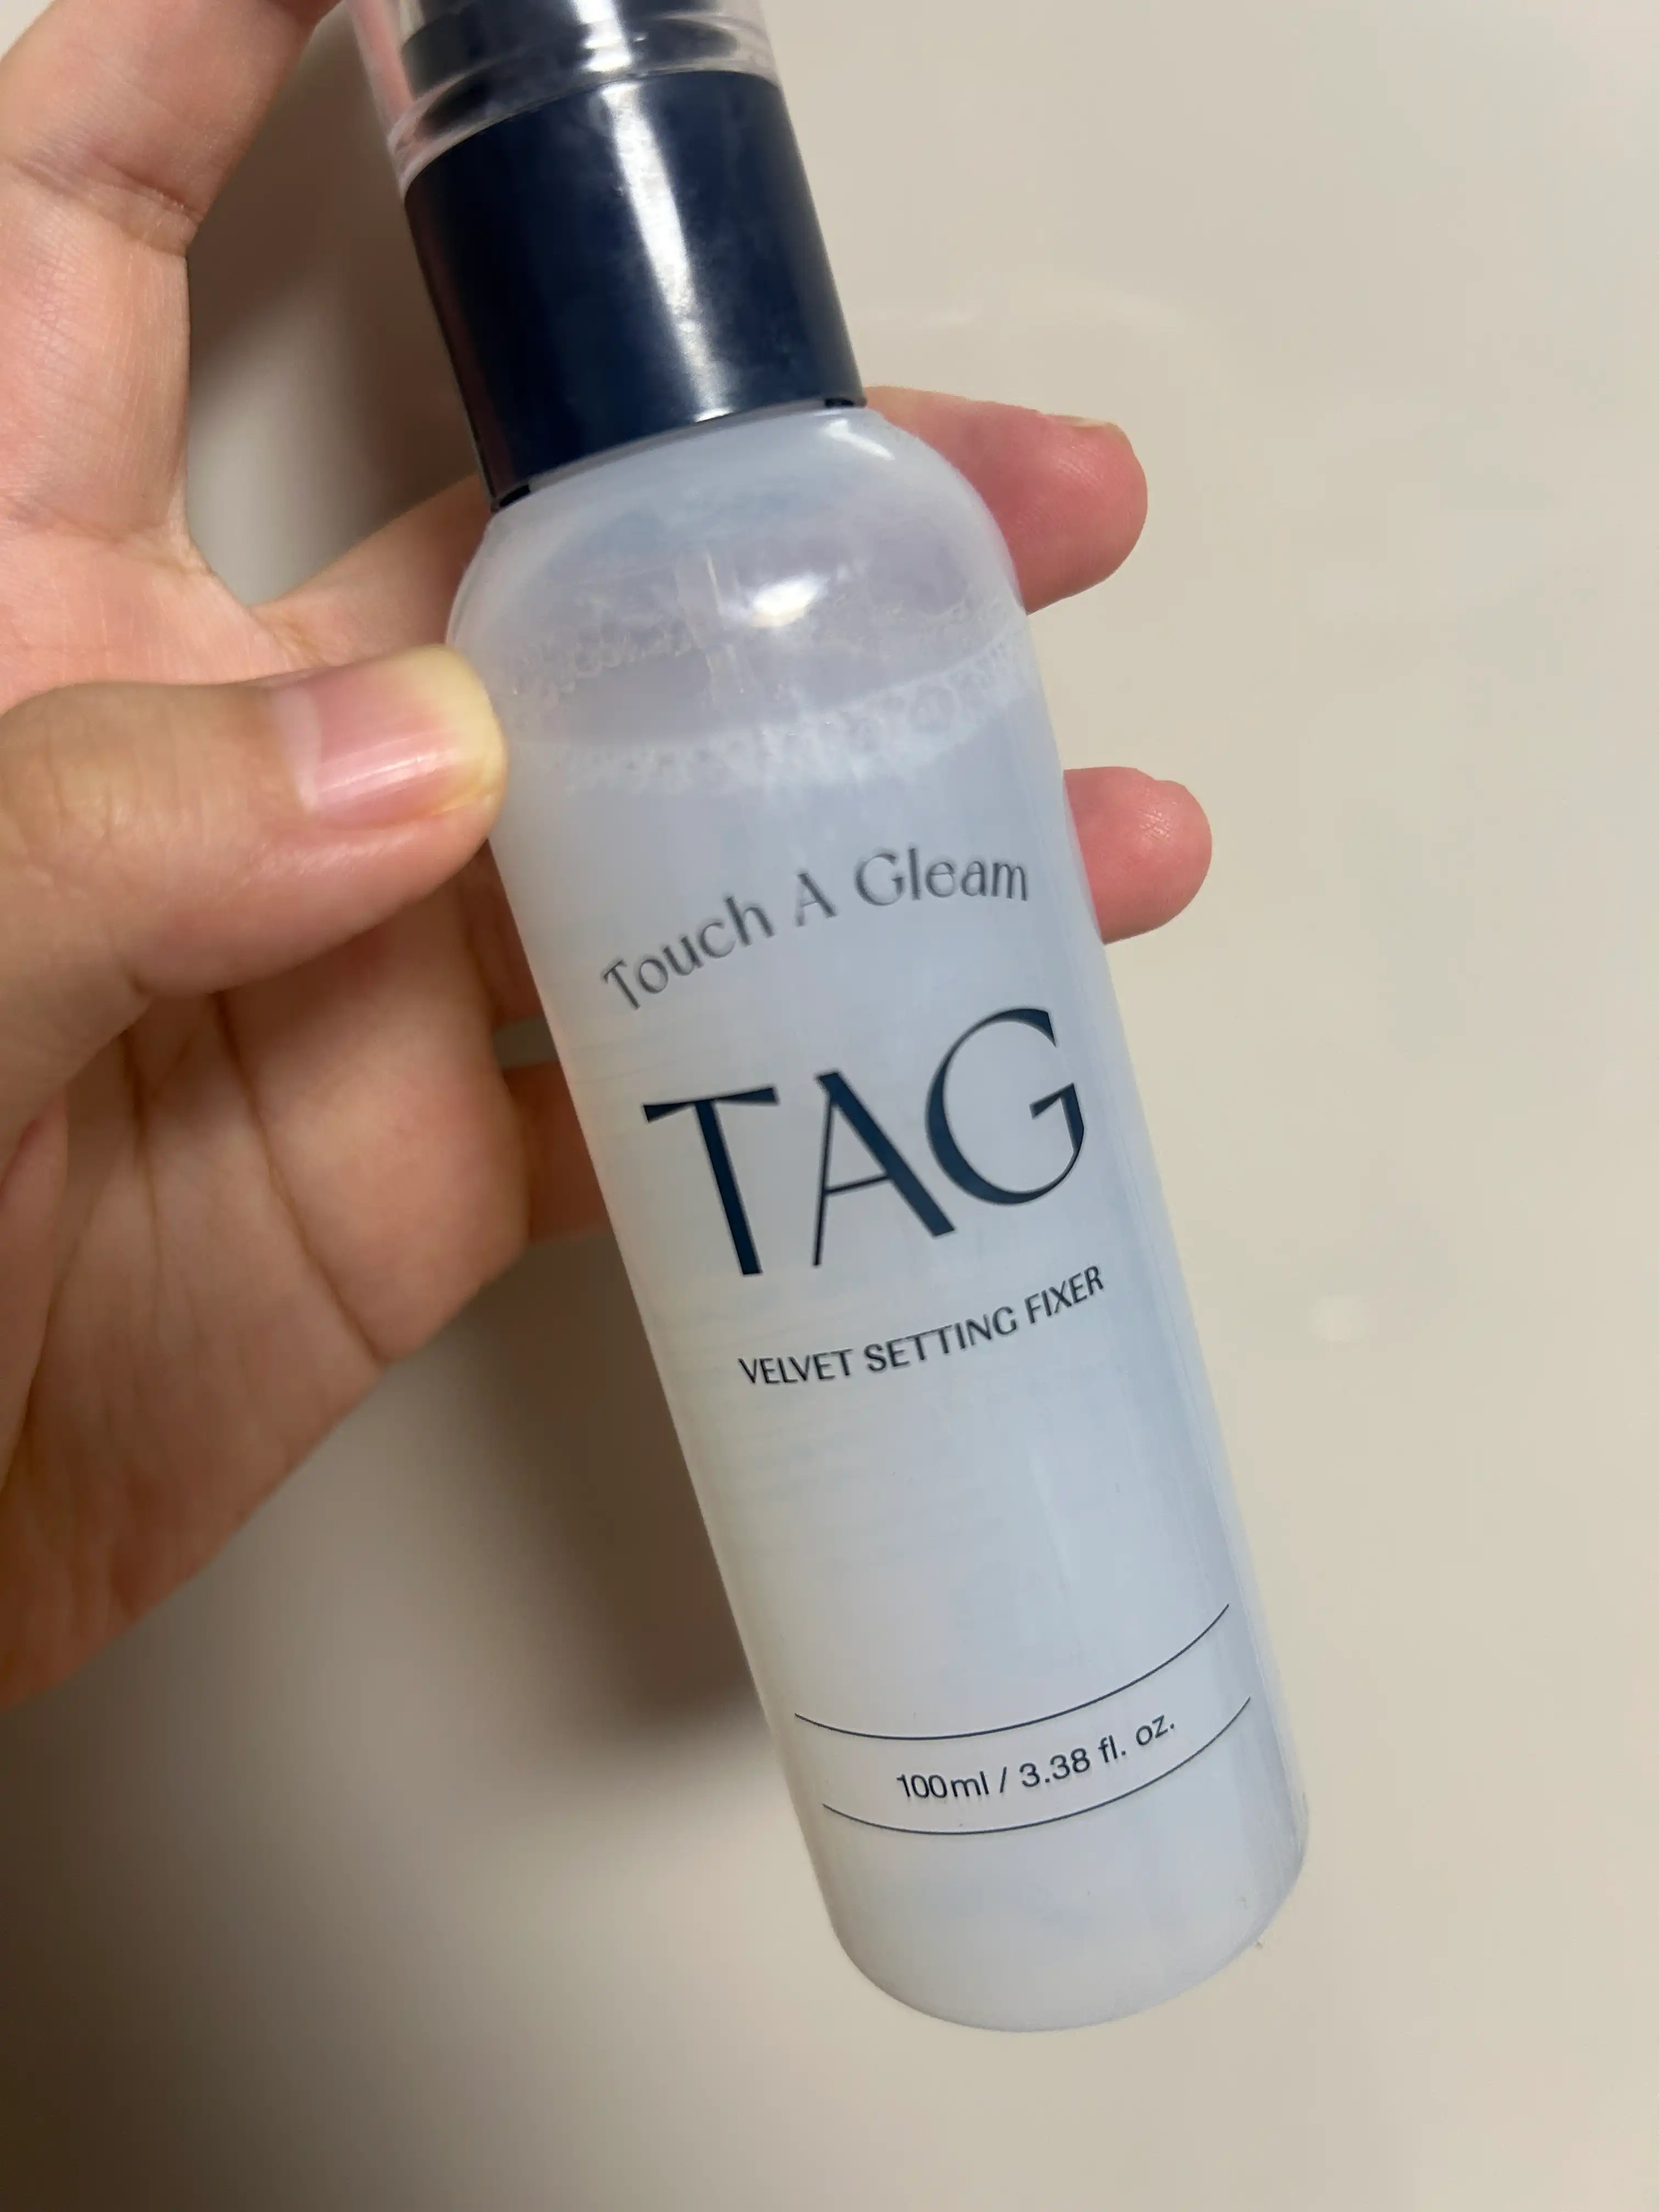 Touch A Gleam
TAG
VELVET SETTING FIXER
100ml / 3.38 fl. oz.